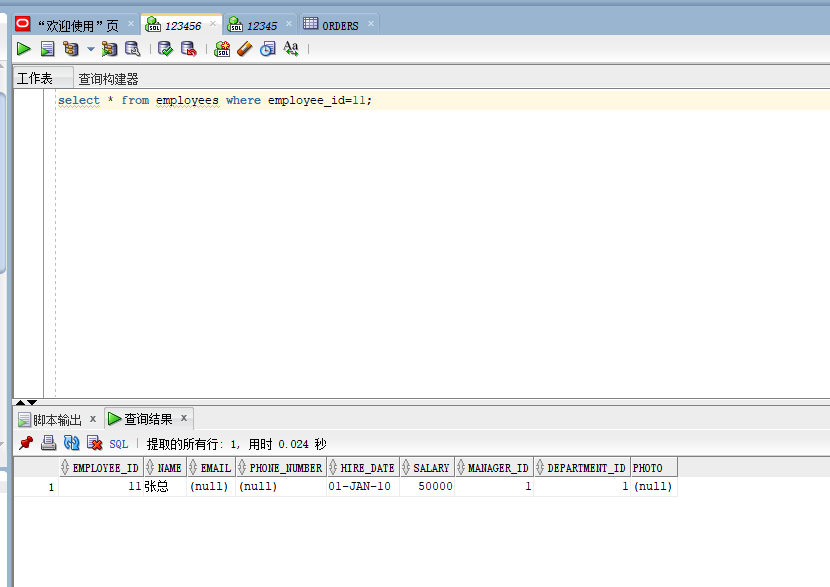 “欢迎使用”页 123456 12345 ORDERS
工作表 查询构建器
select * from employees where employee_id=11;
脚本输出 x 查询结果 x
SQL | 提取的所有行: 1, 用时 0.024 秒
EMPLOYEE_ID NAME EMAIL PHONE_NUMBER HIRE_DATE SALARY MANAGER_ID DEPARTMENT_ID PHOTO
1 11 张总 (null) (null) 01-JAN-10 50000 1 1 (null)